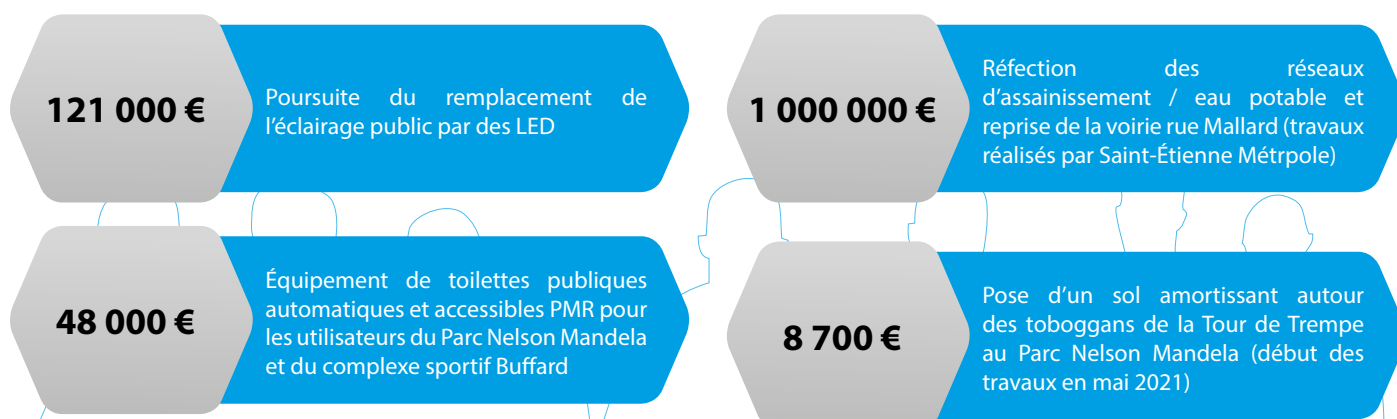 121 000 €
Poursuite du remplacement de
l'éclairage public par des LED
1 000 000 €
Réfection des réseaux
d'assainissement / eau potable et
reprise de la voirie rue Mallard (travaux
réalisés par Saint-Étienne Métrpole)
48 000 €
Équipement de toilettes publiques
automatiques et accessibles PMR pour
les utilisateurs du Parc Nelson Mandela
et du complexe sportif Buffard
8 700 €
Pose d'un sol amortissant autour
des toboggans de la Tour de Trempe
au Parc Nelson Mandela (début des
travaux en mai 2021)